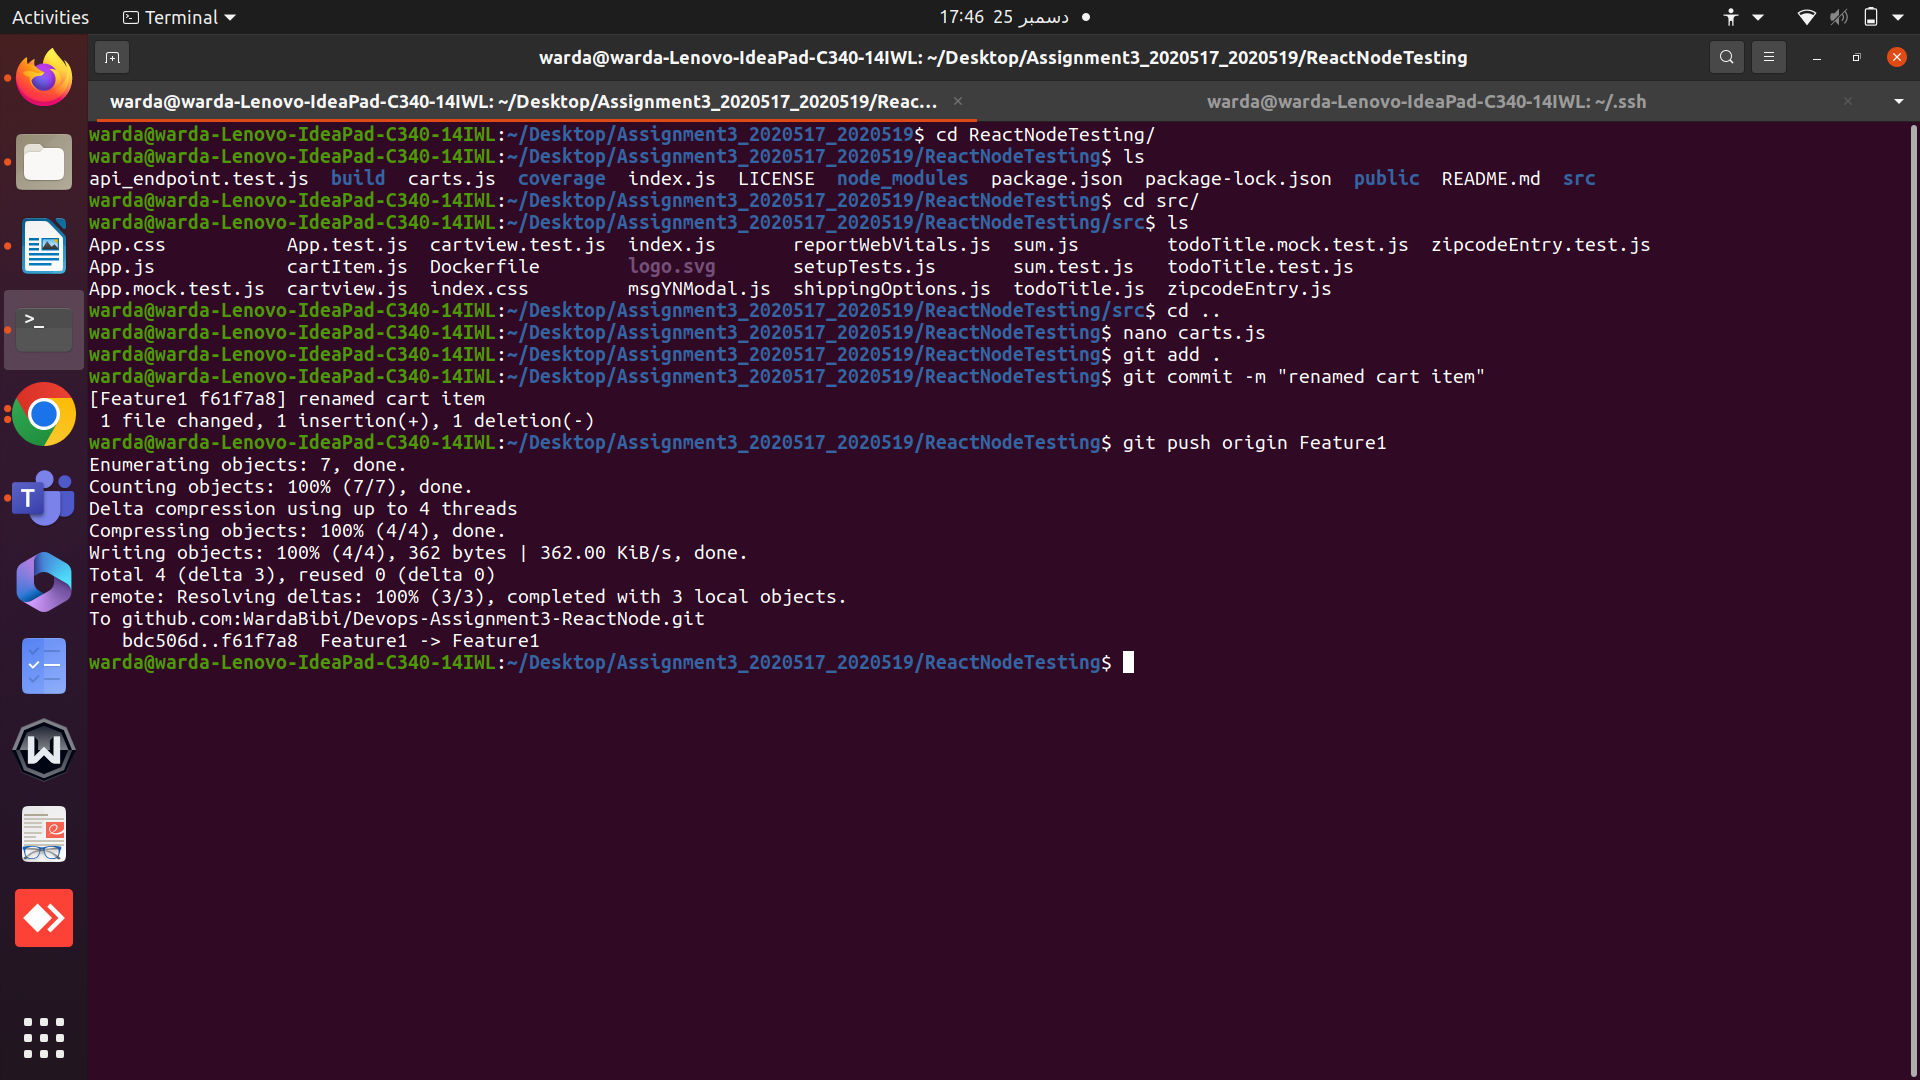 Activities Terminal 17:46 25 دسمبر
warda@warda-Lenovo-IdeaPad-C340-14IWL: ~/Desktop/Assignment3_2020517_2020519/ReactNodeTesting
warda@warda-Lenovo-IdeaPad-C340-14IWL: ~/Desktop/Assignment3_2020517_2020519/Reac... × warda@warda-Lenovo-IdeaPad-C340-14IWL: ~/.ssh ×
warda@warda-Lenovo-IdeaPad-C340-14IWL:~/Desktop/Assignment3_2020517_2020519$ cd ReactNodeTesting/
warda@warda-Lenovo-IdeaPad-C340-14IWL:~/Desktop/Assignment3_2020517_2020519/ReactNodeTesting$ ls
api_endpoint.test.js build carts.js coverage index.js LICENSE node_modules package.json package-lock.json public README.md src
warda@warda-Lenovo-IdeaPad-C340-14IWL:~/Desktop/Assignment3_2020517_2020519/ReactNodeTesting$ cd src/
warda@warda-Lenovo-IdeaPad-C340-14IWL:~/Desktop/Assignment3_2020517_2020519/ReactNodeTesting/src$ ls
App.css App.test.js cartview.test.js index.js reportWebVitals.js sum.js todoTitle.mock.test.js zipcodeEntry.test.js
App.js cartItem.js Dockerfile logo.svg setupTests.js sum.test.js todoTitle.test.js
App.mock.test.js cartview.js index.css msgYNModal.js shippingOptions.js todoTitle.js zipcodeEntry.js
warda@warda-Lenovo-IdeaPad-C340-14IWL:~/Desktop/Assignment3_2020517_2020519/ReactNodeTesting/src$ cd ..
warda@warda-Lenovo-IdeaPad-C340-14IWL:~/Desktop/Assignment3_2020517_2020519/ReactNodeTesting$ nano carts.js
warda@warda-Lenovo-IdeaPad-C340-14IWL:~/Desktop/Assignment3_2020517_2020519/ReactNodeTesting$ git add .
warda@warda-Lenovo-IdeaPad-C340-14IWL:~/Desktop/Assignment3_2020517_2020519/ReactNodeTesting$ git commit -m "renamed cart item"
[Feature1 f61f7a8] renamed cart item
1 file changed, 1 insertion(+), 1 deletion(-)
warda@warda-Lenovo-IdeaPad-C340-14IWL:~/Desktop/Assignment3_2020517_2020519/ReactNodeTesting$ git push origin Feature1
Enumerating objects: 7, done.
Counting objects: 100% (7/7), done.
Delta compression using up to 4 threads
Compressing objects: 100% (4/4), done.
Writing objects: 100% (4/4), 362 bytes | 362.00 KiB/s, done.
Total 4 (delta 3), reused 0 (delta 0)
remote: Resolving deltas: 100% (3/3), completed with 3 local objects.
To github.com:WardaBibi/Devops-Assignment3-ReactNode.git
bdc506d..f61f7a8 Feature1 -> Feature1
warda@warda-Lenovo-IdeaPad-C340-14IWL:~/Desktop/Assignment3_2020517_2020519/ReactNodeTesting$